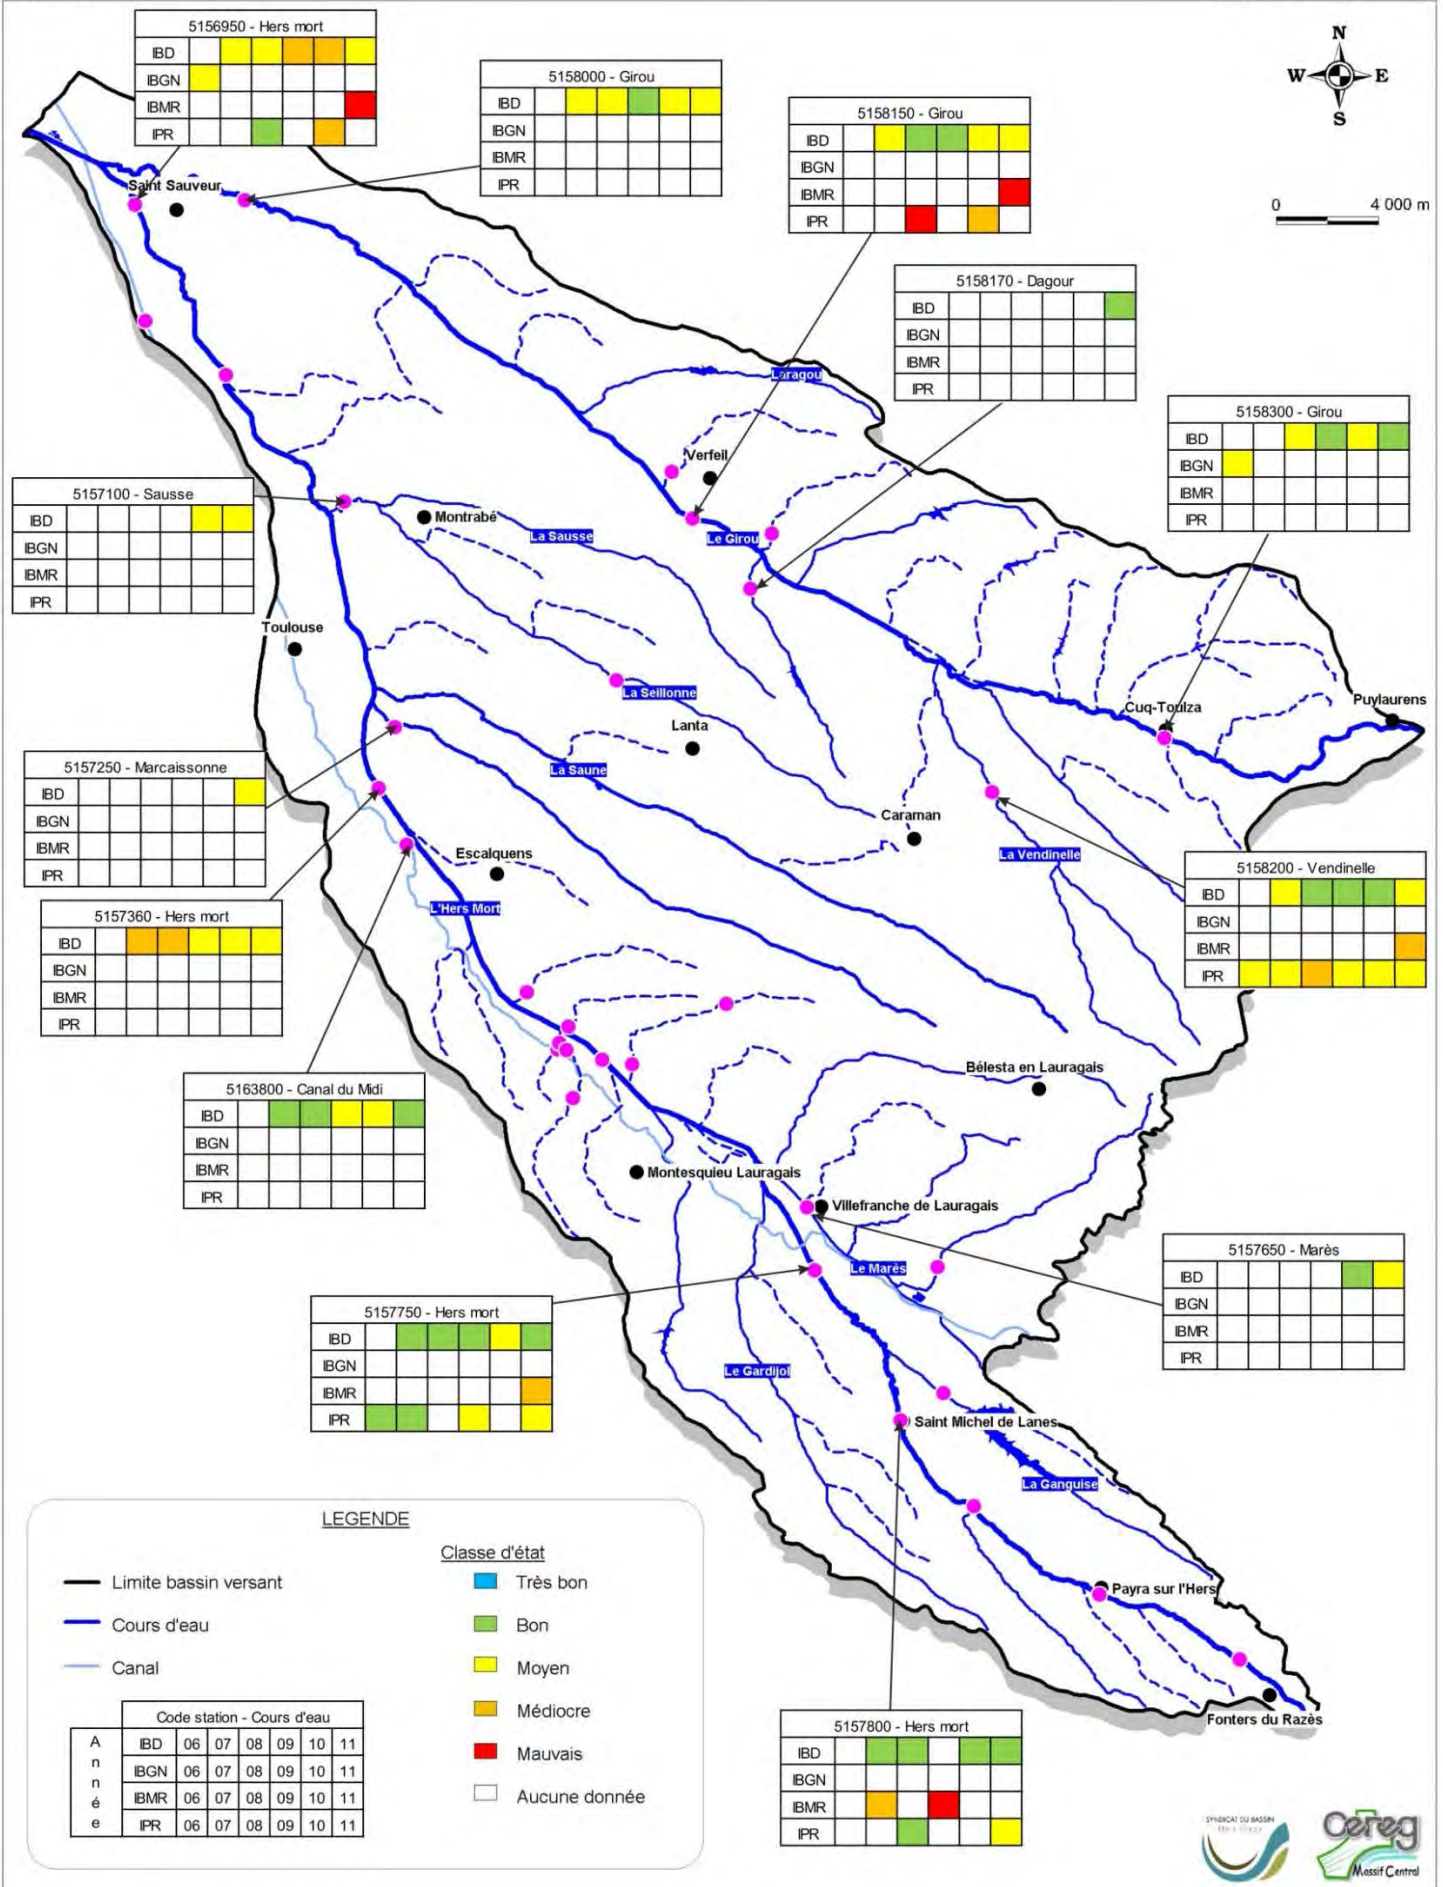 5156950 - Hers mort
IBD
IBGN
IBMR
IPR
5158000 - Girou
IBD
IBGN
IBMR
IPR
5158150 - Girou
IBD
IBGN
IBMR
IPR
N
W E
S
0 4 000 m
Saint Sauveur
5158170 - Dagour
IBD
IBGN
IBMR
IPR
Laragou
5158300 - Girou
IBD
IBGN
IBMR
IPR
Verfeil
5157100 - Sausse
IBD
IBGN
IBMR
IPR
Montrabé
La Sausse
Le Girou
Toulouse
La Seillonne
Lanta
Cuq-Toulza
Puylaurens
5157250 - Marcaissonne
IBD
IBGN
IBMR
IPR
La Saune
Caraman
Escalquens
La Vendinelle
5158200 - Vendinelle
IBD
IBGN
IBMR
IPR
5157360 - Hers mort
IBD
IBGN
IBMR
IPR
L'Hers Mort
5163800 - Canal du Midi
IBD
IBGN
IBMR
IPR
Bélesta en Lauragais
Montesquieu Lauragais
Villefranche de Lauragais
Le Marès
5157650 - Marès
IBD
IBGN
IBMR
IPR
5157750 - Hers mort
IBD
IBGN
IBMR
IPR
Le Gardijol
Saint Michel de Lanes
La Ganguise
Payra sur l'Hers
Fonters du Razès
5157800 - Hers mort
IBD
IBGN
IBMR
IPR
LEGENDE
Limite bassin versant
Cours d'eau
Canal
Classe d'état
Très bon
Bon
Moyen
Médiocre
Mauvais
Aucune donnée
Code station - Cours d'eau
Année
IBD 06 07 08 09 10 11
IBGN 06 07 08 09 10 11
IBMR 06 07 08 09 10 11
IPR 06 07 08 09 10 11
SYNDICAT DU BASSIN
Cereg
Massif Central